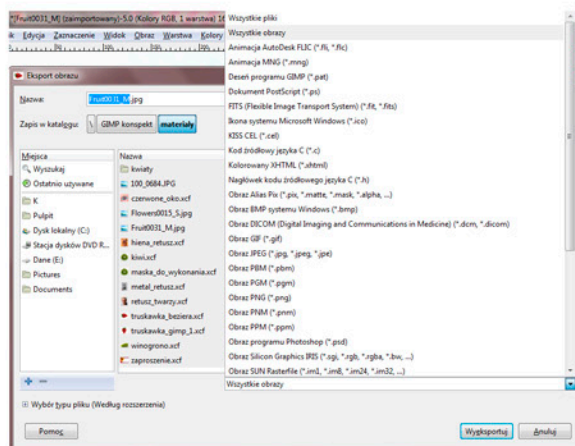 *[Fruit0031_M] (zaimportowany)-5.0 (Kolory RGB, 1 warstwa) 16
ik Edycja Zaznaczenie Widok Obraz Warstwa Kolory
Eksport obrazu
Nazwa: Fruit0031_M.jpg
Zapis w katalogu: \ GIMP konspekt materiały
Miejsca
Wyszukaj
Ostatnio używane
K
Pulpit
Dysk lokalny (C:)
Stacja dysków DVD R...
Dane (E:)
Pictures
Documents
Nazwa
kwiaty
100_0684.JPG
czerwone_oko.xcf
Flowers0015_S.jpg
Fruit0031_M.jpg
hiena_retusz.xcf
kiwi.xcf
maska_do_wykonania.xcf
metal_retusz.xcf
retusz_twarzy.xcf
truskawka_beziera.xcf
truskawka_gimp_1.xcf
winogrono.xcf
zaproszenie.xcf
Wszystkie pliki
Wszystkie obrazy
Animacja AutoDesk FLIC (*.fli, *.flc)
Animacja MNG (*.mng)
Deseń programu GIMP (*.pat)
Dokument PostScript (*.ps)
FITS (Flexible Image Transport System) (*.fit, *.fits)
Ikona systemu Microsoft Windows (*.ico)
KISS CEL (*.cel)
Kod źródłowy języka C (*.c)
Kolorowany XHTML (*.xhtml)
Nagłówek kodu źródłowego języka C (*.h)
Obraz Alias Pix (*.pix, *.matte, *.mask, *.alpha, ...)
Obraz BMP systemu Windows (*.bmp)
Obraz DICOM (Digital Imaging and Communications in Medicine) (*.dcm, *.dicom)
Obraz GIF (*.gif)
Obraz JPEG (*.jpg, *.jpeg, *.jpe)
Obraz PBM (*.pbm)
Obraz PGM (*.pgm)
Obraz PNG (*.png)
Obraz PNM (*.pnm)
Obraz PPM (*.ppm)
Obraz programu Photoshop (*.psd)
Obraz Silicon Graphics IRIS (*.sgi, *.rgb, *.rgba, *.bw, ...)
Obraz SUN Rasterfile (*.im1, *.im8, *.im24, *.im32, ...)
Wszystkie obrazy
Wybór typu pliku (Według rozszerzenia)
Pomoc
Wyeksportuj
Anuluj